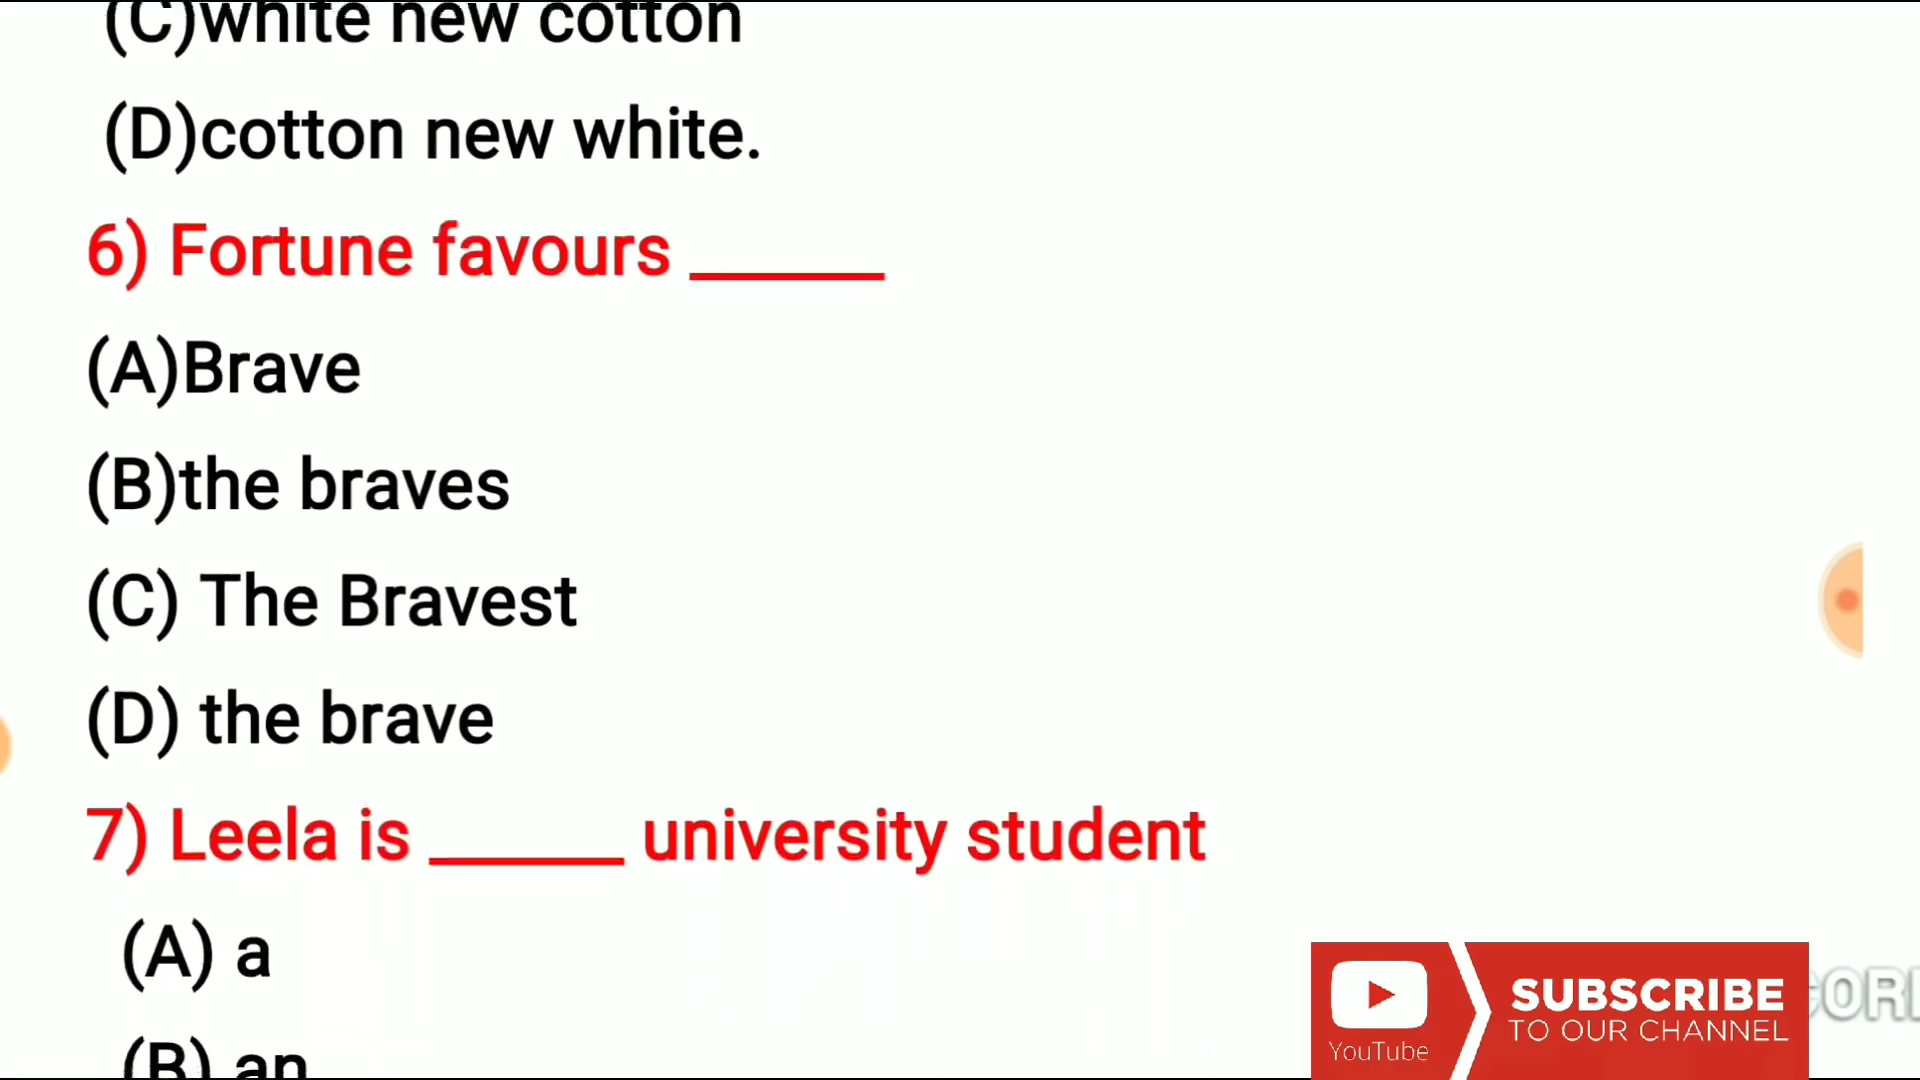 (C)white new cotton
(D)cotton new white.
6) Fortune favours ______
(A)Brave
(B)the braves
(C) The Bravest
(D) the brave
7) Leela is ______ university student
(A) a
(B) an
YouTube
SUBSCRIBE
TO OUR CHANNEL